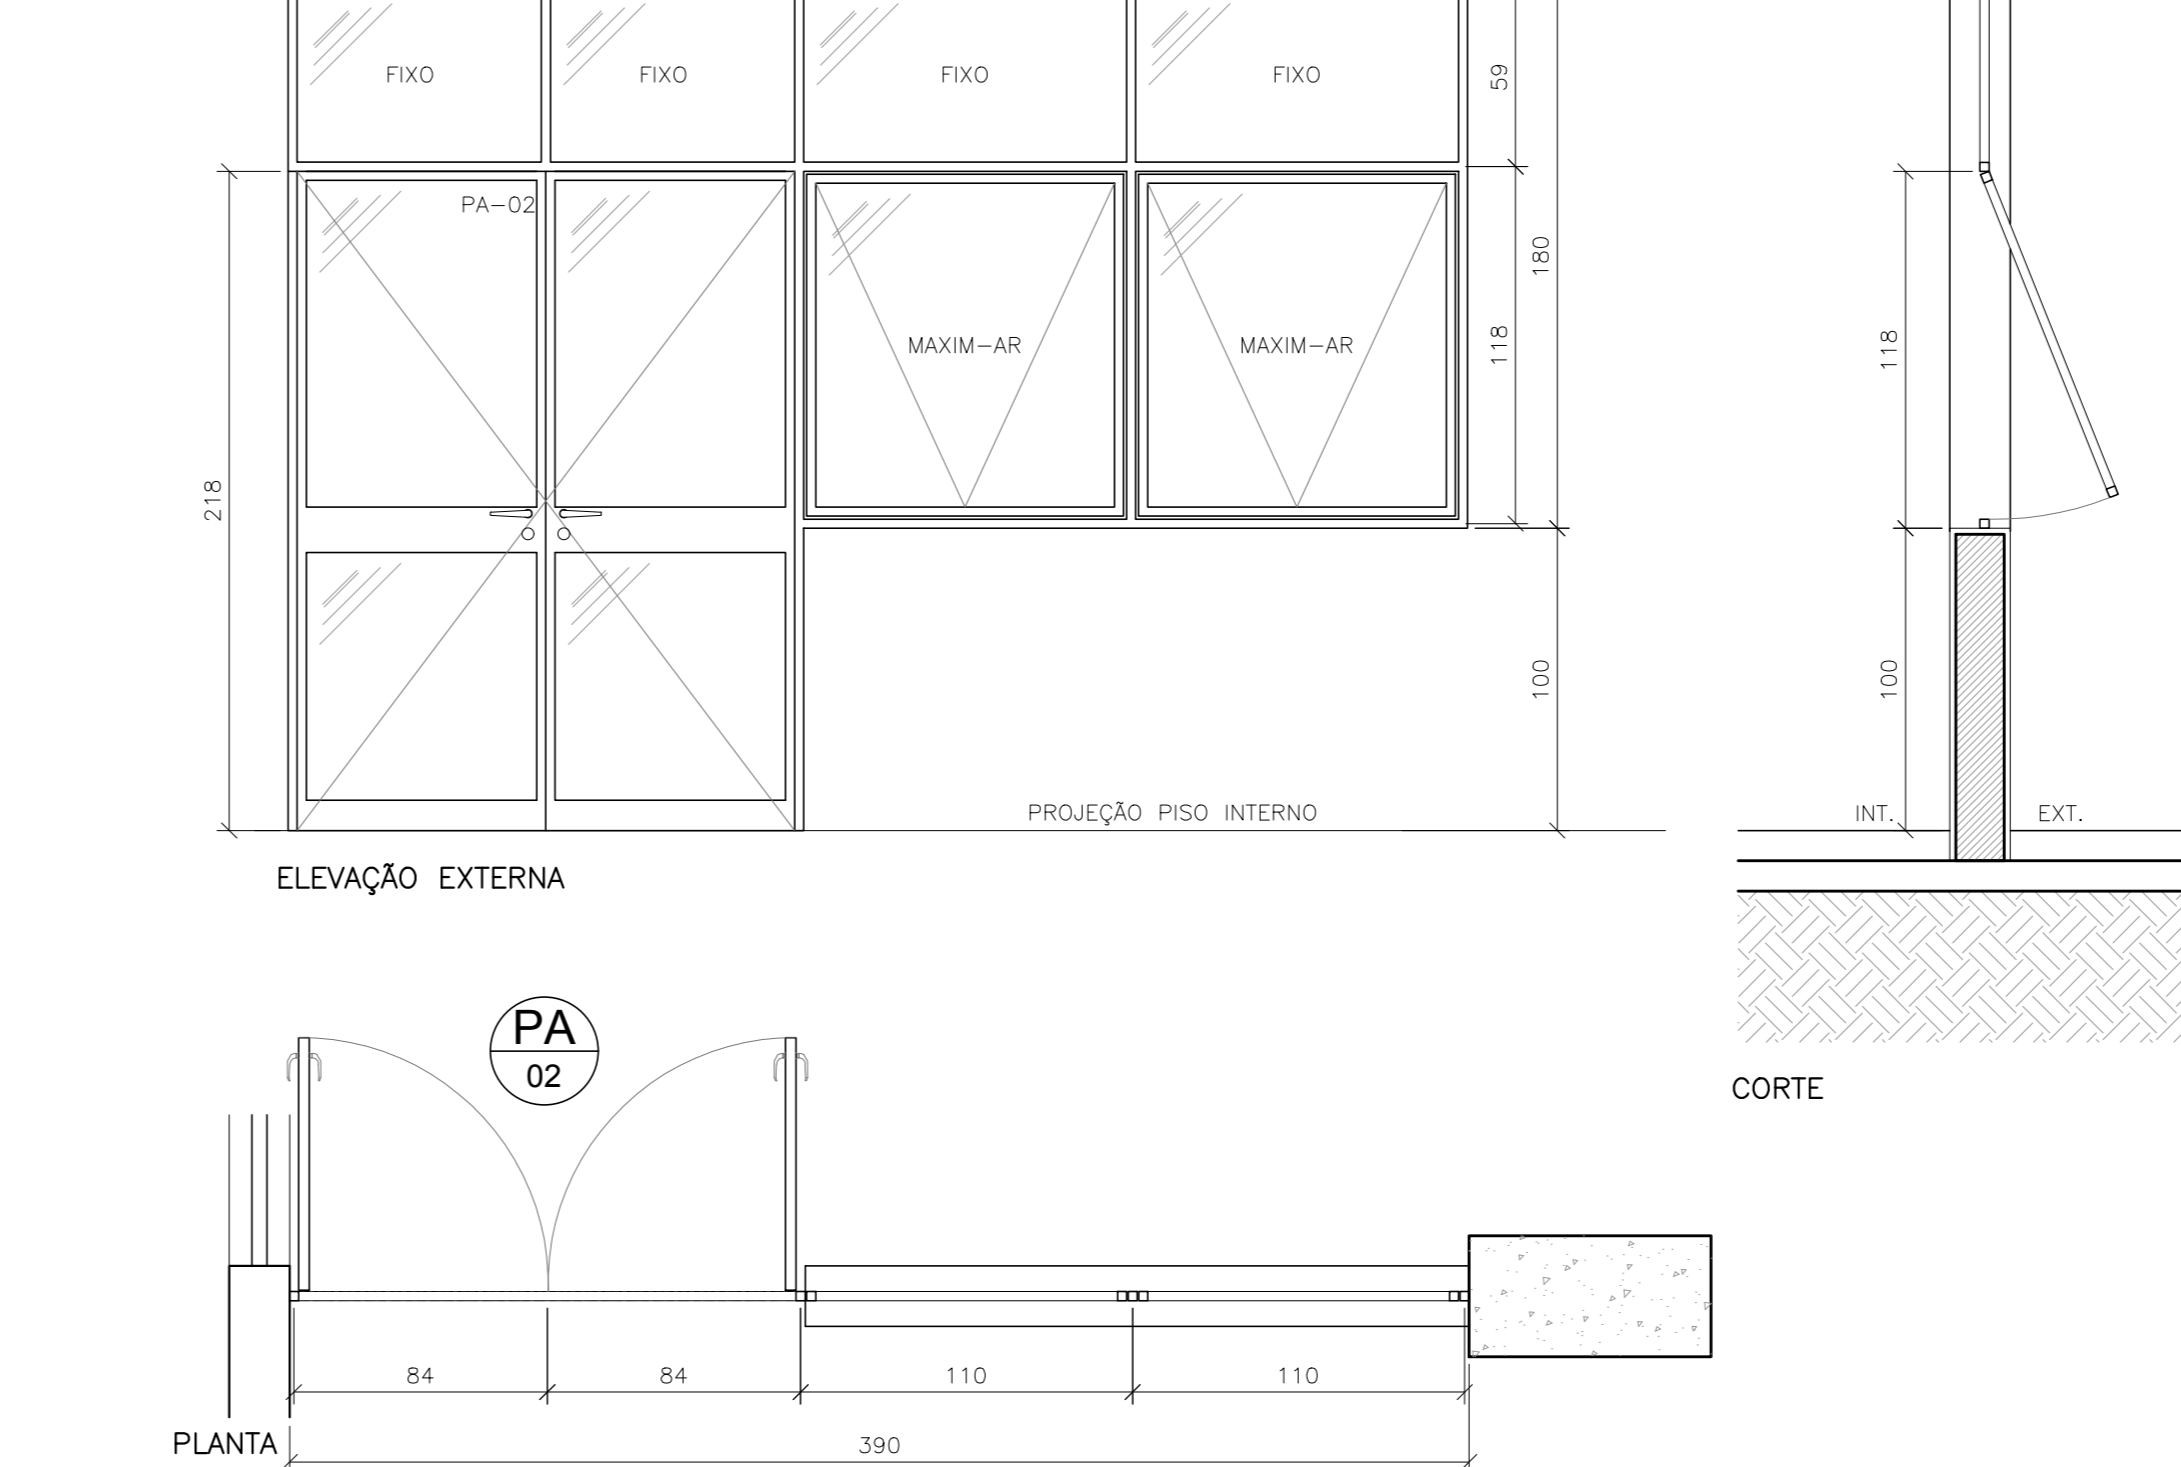 FIXO FIXO FIXO FIXO
59
PA-02
180
MAXIM-AR MAXIM-AR
118
118
218
100
100
PROJEÇÃO PISO INTERNO
INT. EXT.
ELEVAÇÃO EXTERNA
PA
02
CORTE
84 84 110 110
PLANTA
390